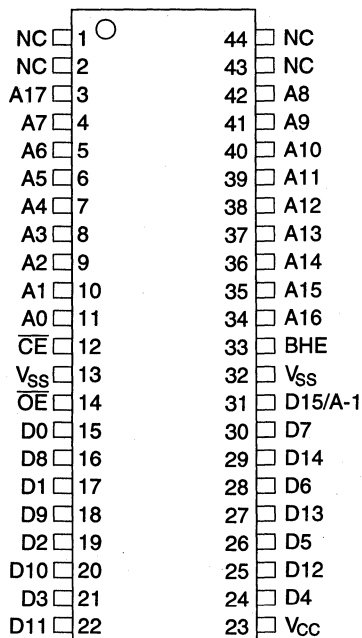 NC 1 44 NC
NC 2 43 NC
A17 3 42 A8
A7 4 41 A9
A6 5 40 A10
A5 6 39 A11
A4 7 38 A12
A3 8 37 A13
A2 9 36 A14
A1 10 35 A15
A0 11 34 A16
C̅E̅ 12 33 BHE
VSS 13 32 VSS
O̅E̅ 14 31 D15/A-1
D0 15 30 D7
D8 16 29 D14
D1 17 28 D6
D9 18 27 D13
D2 19 26 D5
D10 20 25 D12
D3 21 24 D4
D11 22 23 VCC